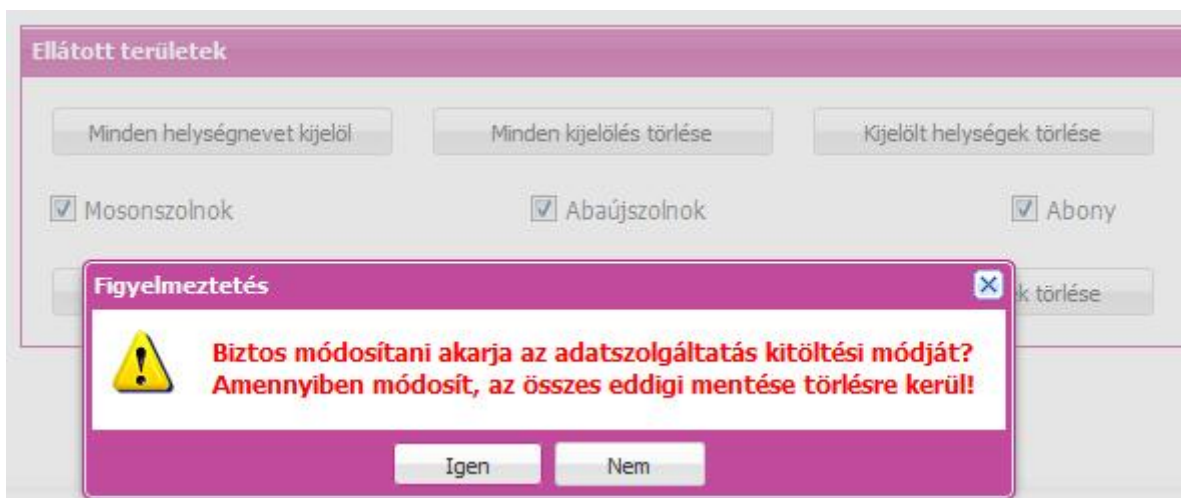 Ellátott területek
Minden helységnevet kijelöl Minden kijelölés törlése Kijelölt helységek törlése
Mosonszolnok Abaújszolnok Abony
törlése
Figyelmeztetés
Biztos módosítani akarja az adatszolgáltatás kitöltési módját?
Amennyiben módosít, az összes eddigi mentése törlésre kerül!
Igen Nem